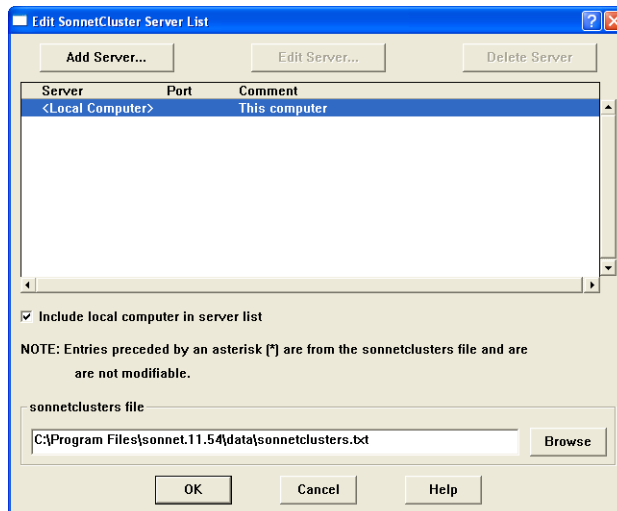 Edit SonnetCluster Server List
Add Server... Edit Server... Delete Server
Server Port Comment
<Local Computer> This computer
Include local computer in server list
NOTE: Entries preceded by an asterisk (*) are from the sonnetclusters file and are
are not modifiable.
sonnetclusters file
C:\Program Files\sonnet.11.54\data\sonnetclusters.txt Browse
OK Cancel Help